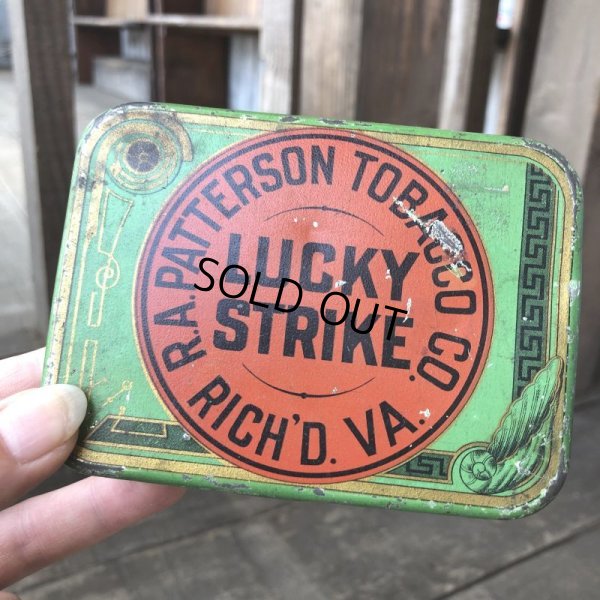 R.A. PATTERSON TOBACCO CO.
LUCKY
STRIKE.
RICH'D. VA.
SOLD OUT